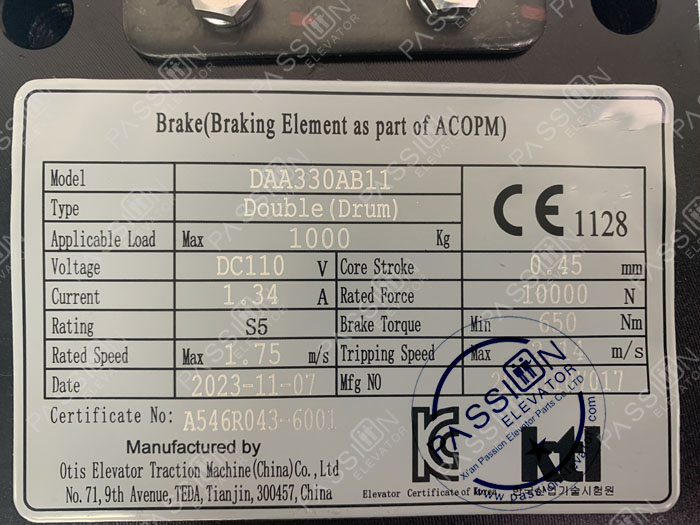 Brake(Braking Element as part of ACOPM)
Model DAA330AB11
Type Double(Drum)
CE 1128
Applicable Load Max 1000 Kg
Voltage DC110 V Core Stroke 0.45 mm
Current 1.34 A Rated Force 10000 N
Rating S5 Brake Torque Min 650 Nm
Rated Speed Max 1.75 m/s Tripping Speed Max m/s
Date 2023-11-07 Mfg NO
Certificate No: A546R043-6001
Manufactured by
Otis Elevator Traction Machine(China)Co.,Ltd
No.71,9th Avenue,TEDA,Tianjin,300457,China
Elevator Certificate of Korea
PASSION
ELEVATOR
Xi'an Passion Elevator Parts Co.,Ltd
www.passionelevator.com